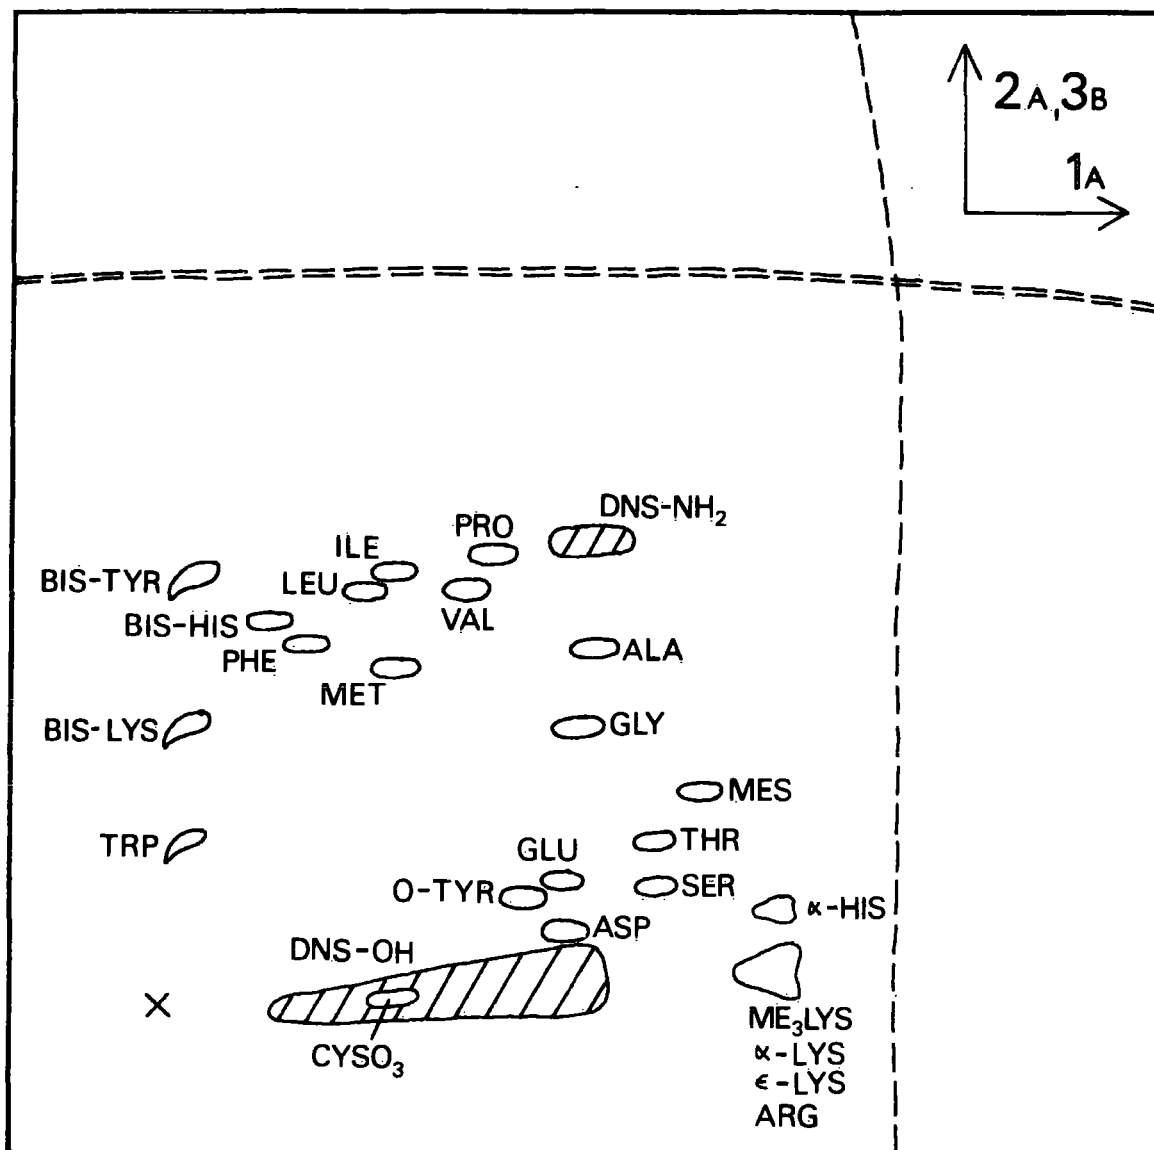 2A,3B
1A
DNS-NH₂
PRO
ILE
BIS-TYR
LEU
VAL
BIS-HIS
PHE
ALA
MET
BIS-LYS
GLY
MES
TRP
THR
GLU
O-TYR
SER
α-HIS
ASP
DNS-OH
×
CYSO₃
ME₃LYS
α-LYS
ϵ-LYS
ARG